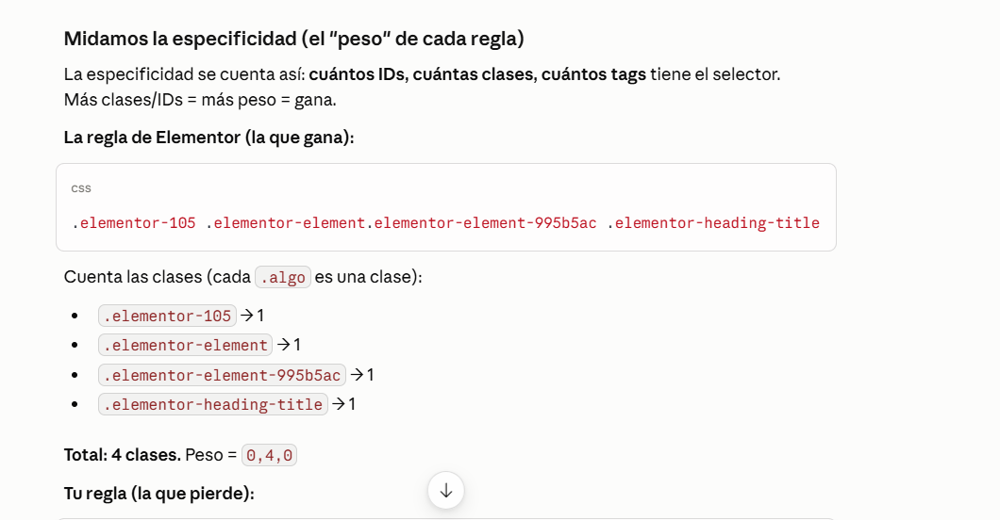 Midamos la especificidad (el "peso" de cada regla)
La especificidad se cuenta así: cuántos IDs, cuántas clases, cuántos tags tiene el selector.
Más clases/IDs = más peso = gana.
La regla de Elementor (la que gana):
css
.elementor-105 .elementor-element.elementor-element-995b5ac .elementor-heading-title
Cuenta las clases (cada .algo es una clase):
• .elementor-105 → 1
• .elementor-element → 1
• .elementor-element-995b5ac → 1
• .elementor-heading-title → 1
Total: 4 clases. Peso = 0,4,0
Tu regla (la que pierde):